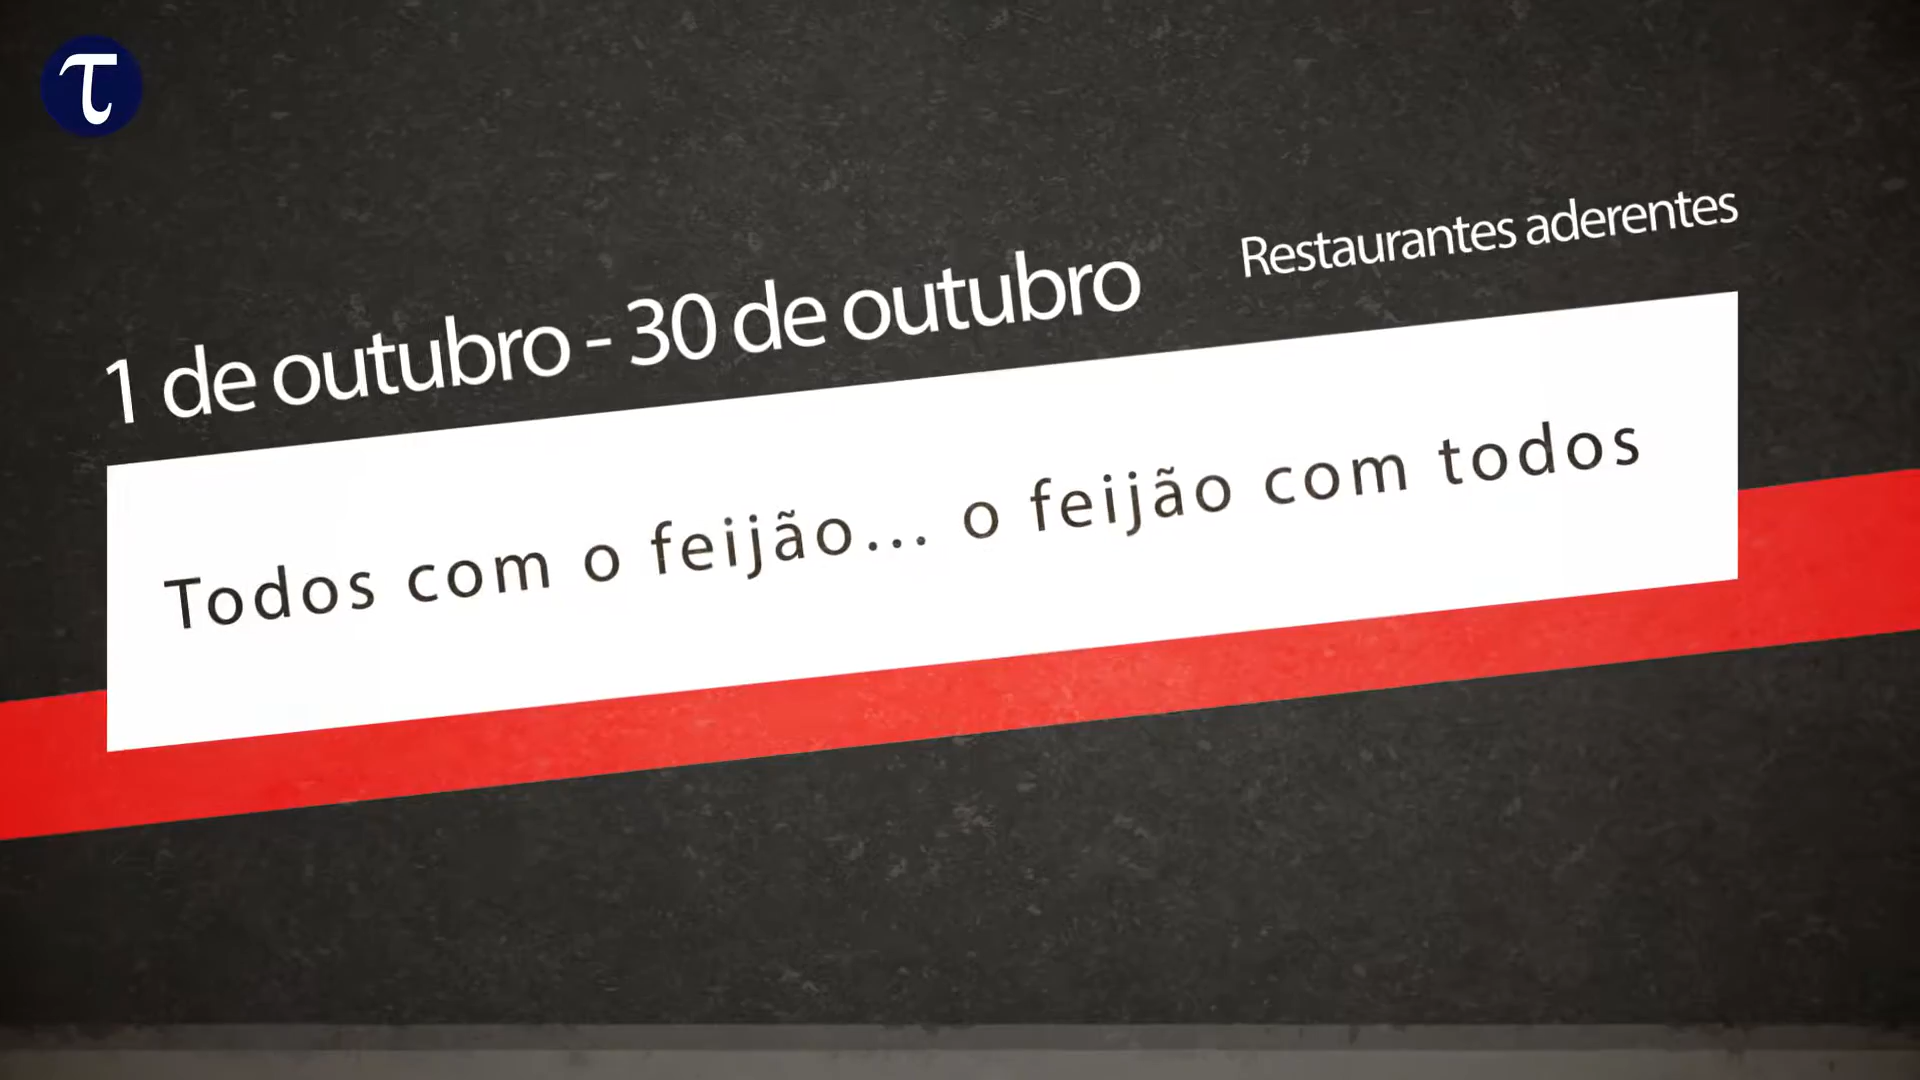 τ
1 de outubro - 30 de outubro
Restaurantes aderentes
Todos com o feijão... o feijão com todos